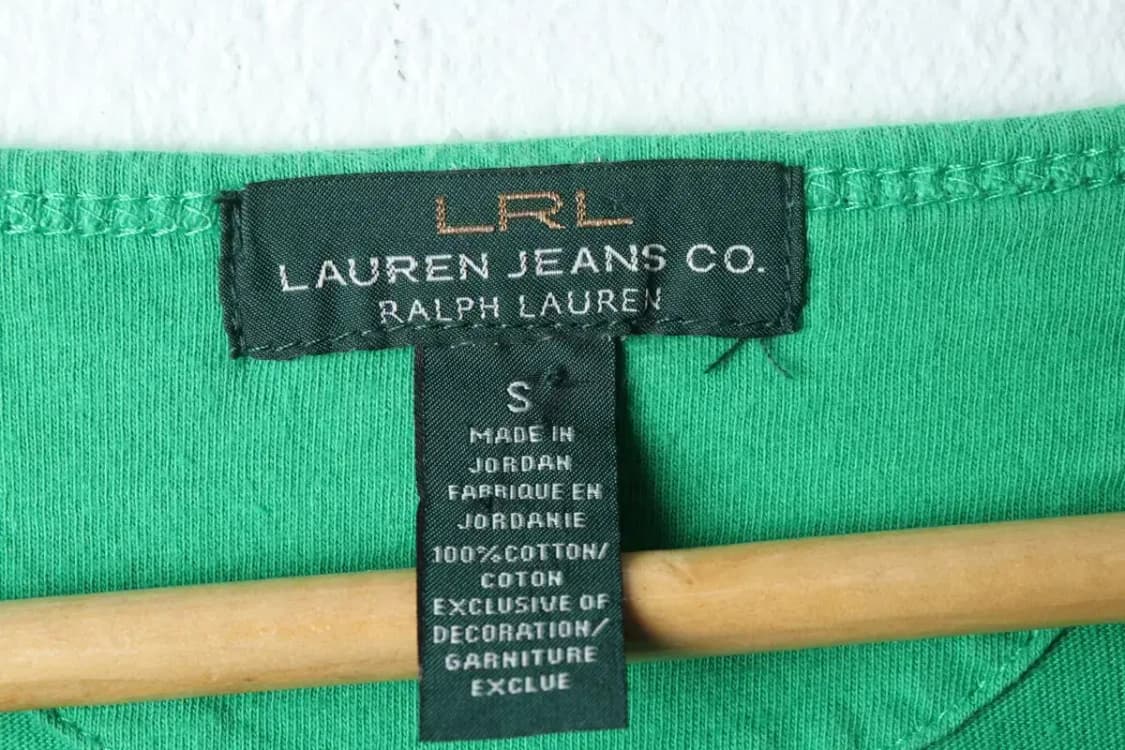 LRL
LAUREN JEANS CO.
RALPH LAUREN
S
MADE IN
JORDAN
FABRIQUE EN
JORDANIE
100%COTTON/
COTON
EXCLUSIVE OF
DECORATION/
GARNITURE
EXCLUE